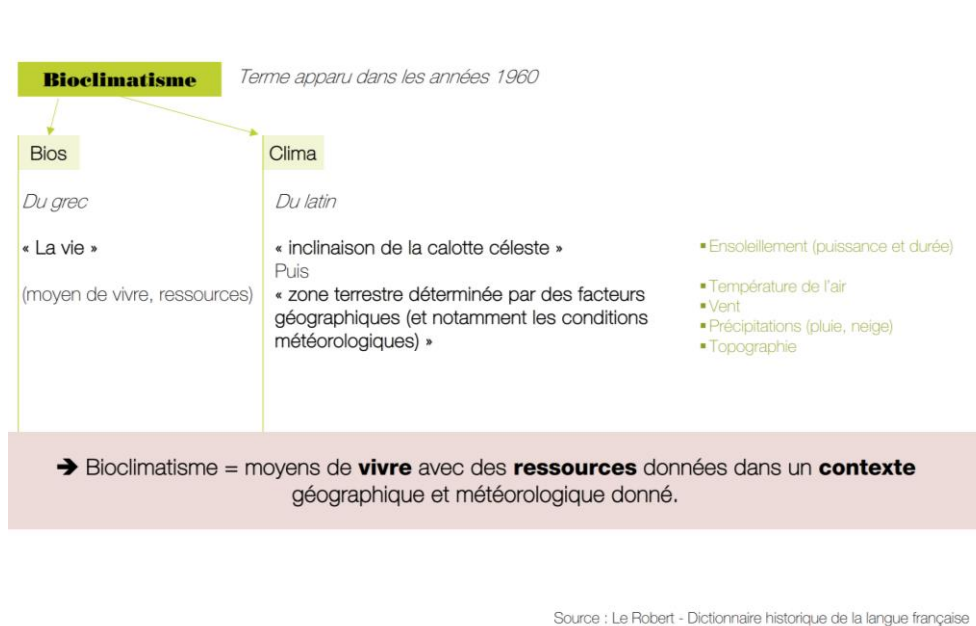 Bioclimatisme
Terme apparu dans les années 1960
Bios
Clima
Du grec
Du latin
« La vie »
(moyen de vivre, ressources)
« inclinaison de la calotte céleste »
Puis
« zone terrestre déterminée par des facteurs
géographiques (et notamment les conditions
météorologiques) »
▪ Ensoleillement (puissance et durée)
▪ Température de l'air
▪ Vent
▪ Précipitations (pluie, neige)
▪ Topographie
➔ Bioclimatisme = moyens de vivre avec des ressources données dans un contexte
géographique et météorologique donné.
Source : Le Robert - Dictionnaire historique de la langue française